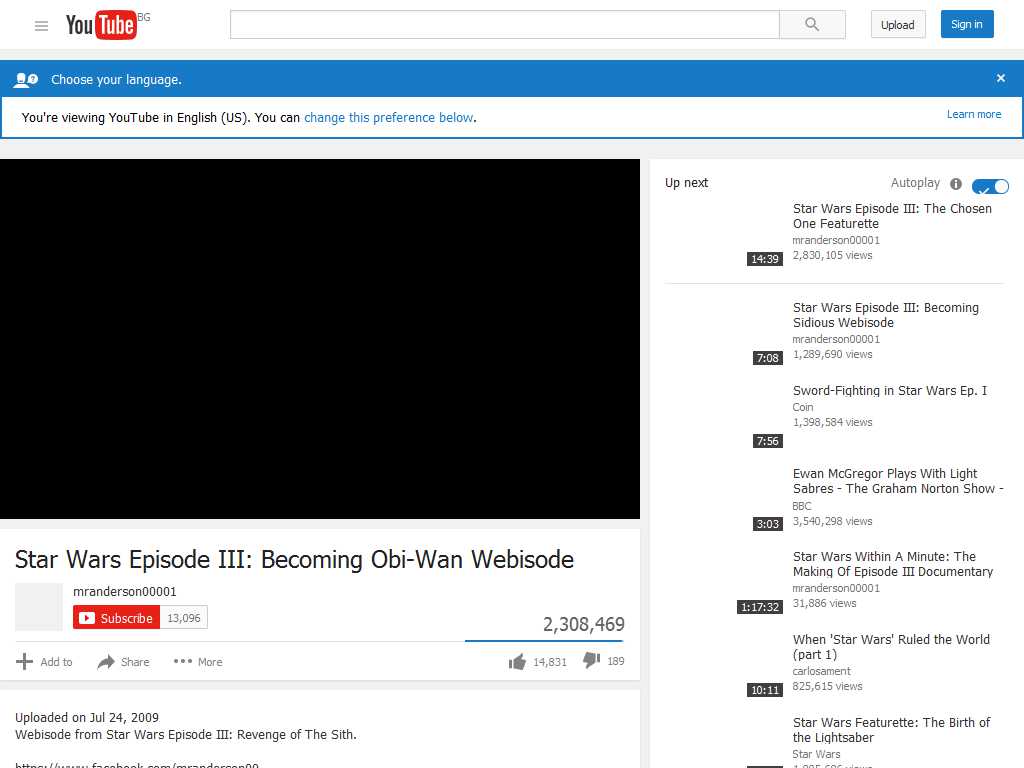 YouTube BG
Upload
Sign in
Choose your language.
×
You're viewing YouTube in English (US). You can change this preference below.
Learn more
Up next
Autoplay
Star Wars Episode III: The Chosen
One Featurette
mranderson00001
2,830,105 views
14:39
Star Wars Episode III: Becoming
Sidious Webisode
mranderson00001
1,289,690 views
7:08
Sword-Fighting in Star Wars Ep. I
Coin
1,398,584 views
7:56
Ewan McGregor Plays With Light
Sabres - The Graham Norton Show -
BBC
3,540,298 views
3:03
Star Wars Within A Minute: The
Making Of Episode III Documentary
mranderson00001
31,886 views
1:17:32
When 'Star Wars' Ruled the World
(part 1)
carlosament
825,615 views
10:11
Star Wars Featurette: The Birth of
the Lightsaber
Star Wars
Star Wars Episode III: Becoming Obi-Wan Webisode
mranderson00001
Subscribe 13,096
2,308,469
Add to Share More 14,831 189
Uploaded on Jul 24, 2009
Webisode from Star Wars Episode III: Revenge of The Sith.
https://www.facebook.com/mranderson00